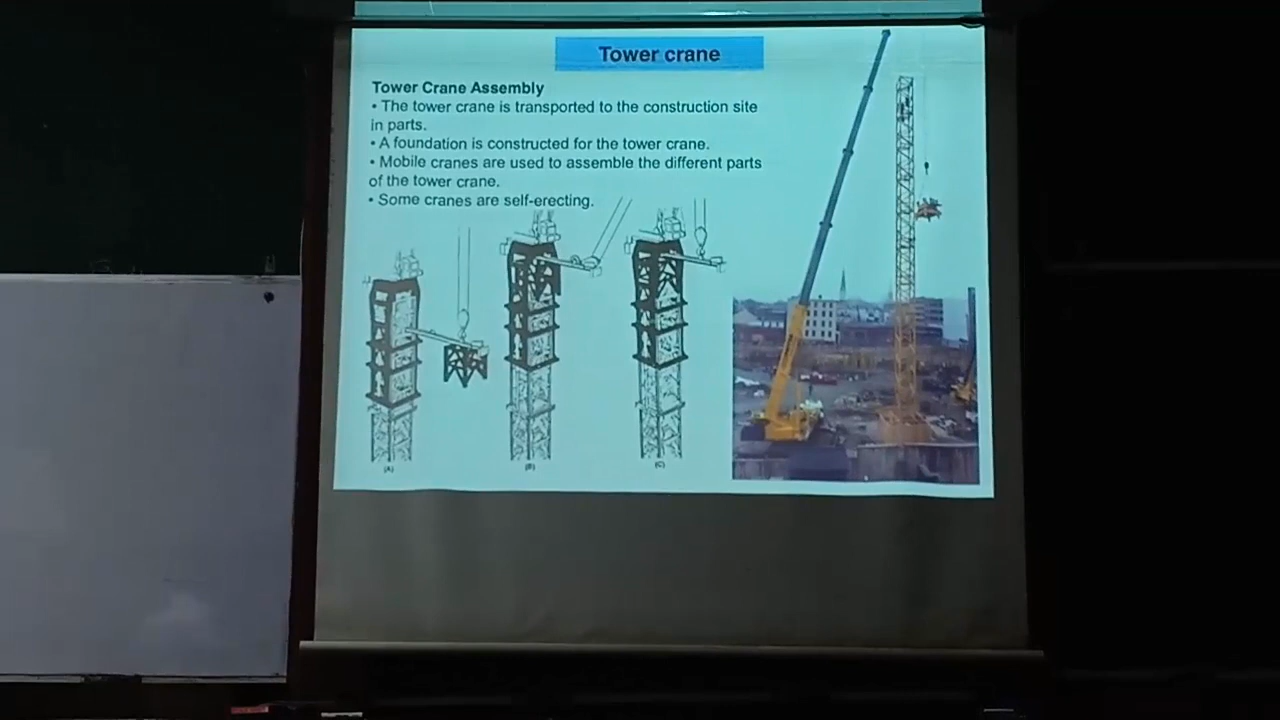 Tower crane
Tower Crane Assembly
• The tower crane is transported to the construction site
in parts.
• A foundation is constructed for the tower crane.
• Mobile cranes are used to assemble the different parts
of the tower crane.
• Some cranes are self-erecting.
(A) (B) (C)